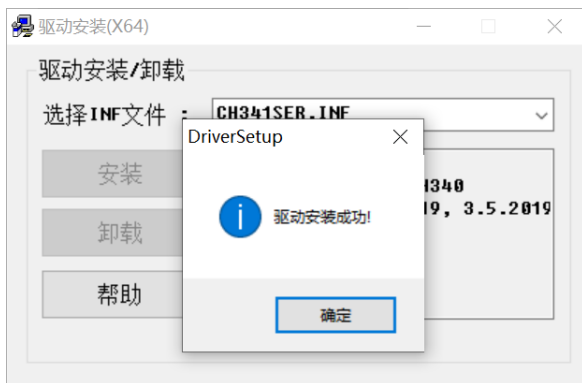 驱动安装(X64)
驱动安装/卸载
选择INF文件 :
CH341SER.INF
DriverSetup
安装
驱动安装成功!
卸载
帮助
确定
H340
19, 3.5.2019